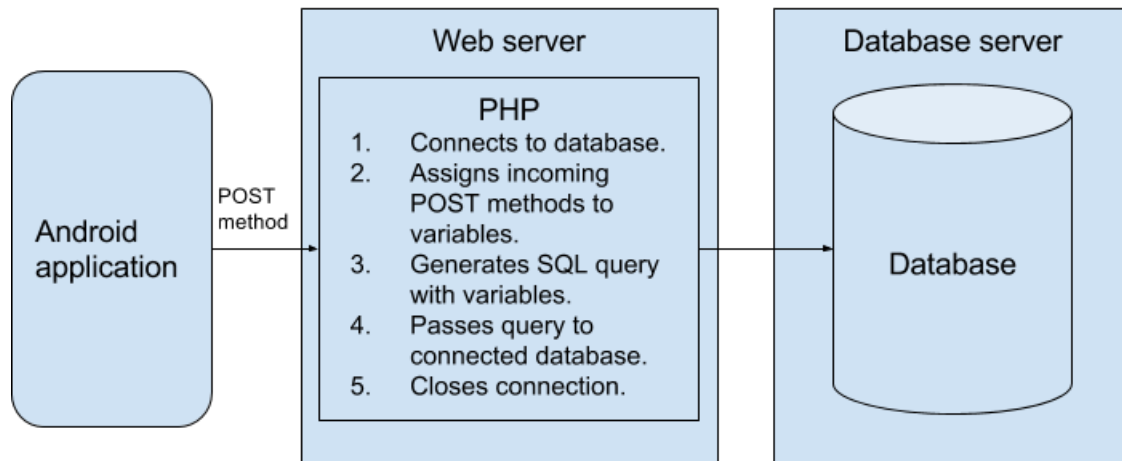 Web server
Database server
PHP
1. Connects to database.
2. Assigns incoming
POST methods to
variables.
3. Generates SQL query
with variables.
4. Passes query to
connected database.
5. Closes connection.
POST
method
Android
application
Database